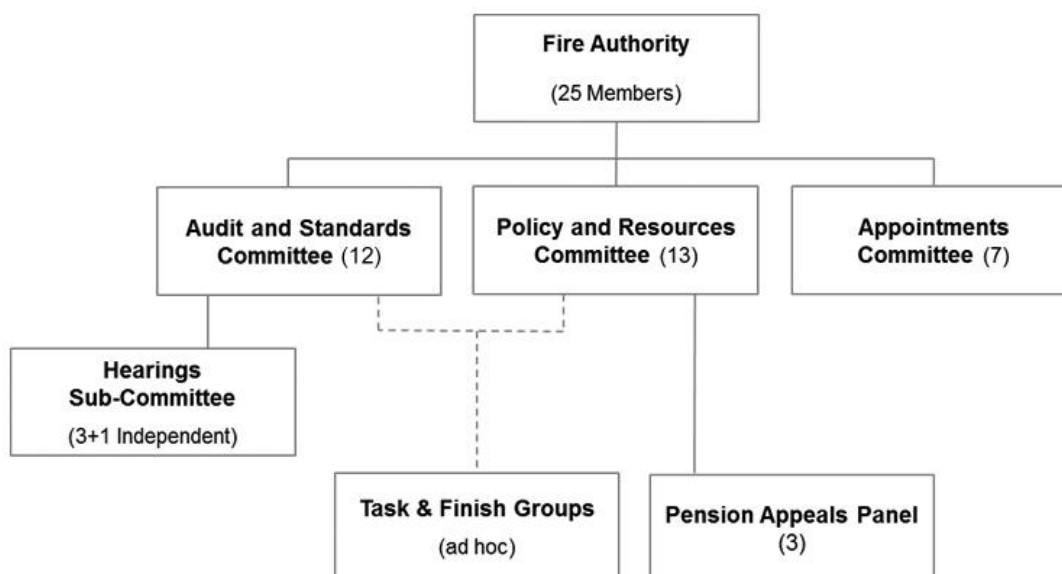 Fire Authority
(25 Members)
Audit and Standards
Committee (12)
Policy and Resources
Committee (13)
Appointments
Committee (7)
Hearings
Sub-Committee
(3+1 Independent)
Task & Finish Groups
(ad hoc)
Pension Appeals Panel
(3)